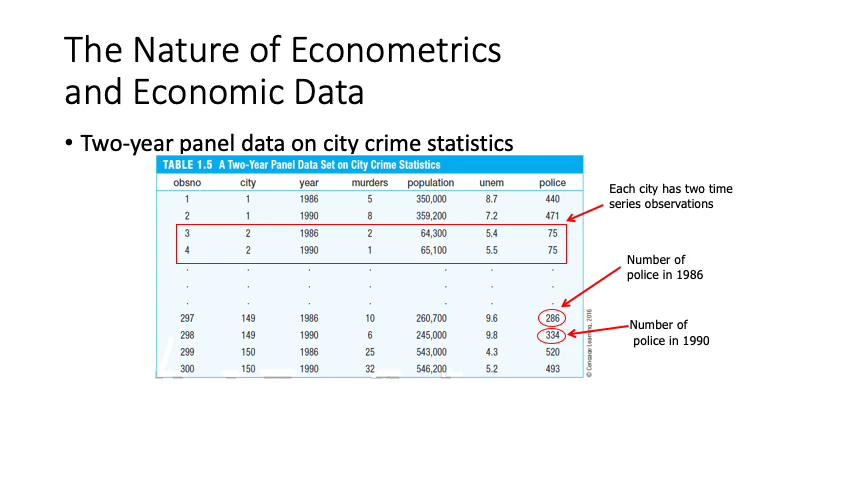 The Nature of Econometrics
and Economic Data
• Two-year panel data on city crime statistics
TABLE 1.5 A Two-Year Panel Data Set on City Crime Statistics
obsno city year murders population unem police
1 1 1986 5 350,000 8.7 440
2 1 1990 8 359,200 7.2 471
3 2 1986 2 64,300 5.4 75
4 2 1990 1 65,100 5.5 75
. . . . . . .
. . . . . . .
. . . . . . .
297 149 1986 10 260,700 9.6 286
298 149 1990 6 245,000 9.8 334
299 150 1986 25 543,000 4.3 520
300 150 1990 32 546,200 5.2 493
© Cengage Learning, 2016
Each city has two time
series observations
Number of
police in 1986
Number of
police in 1990